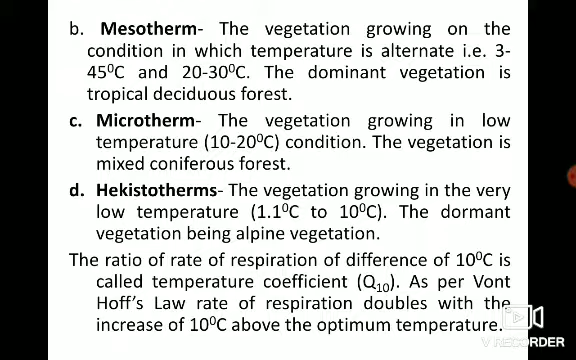 b. Mesotherm- The vegetation growing on the
condition in which temperature is alternate i.e. 3-
45⁰C and 20-30⁰C. The dominant vegetation is
tropical deciduous forest.
c. Microtherm- The vegetation growing in low
temperature (10-20⁰C) condition. The vegetation is
mixed coniferous forest.
d. Hekistotherms- The vegetation growing in the very
low temperature (1.1⁰C to 10⁰C). The dormant
vegetation being alpine vegetation.
The ratio of rate of respiration of difference of 10⁰C is
called temperature coefficient (Q₁₀). As per Vont
Hoff's Law rate of respiration doubles with the
increase of 10⁰C above the optimum temperature.
V RECORDER